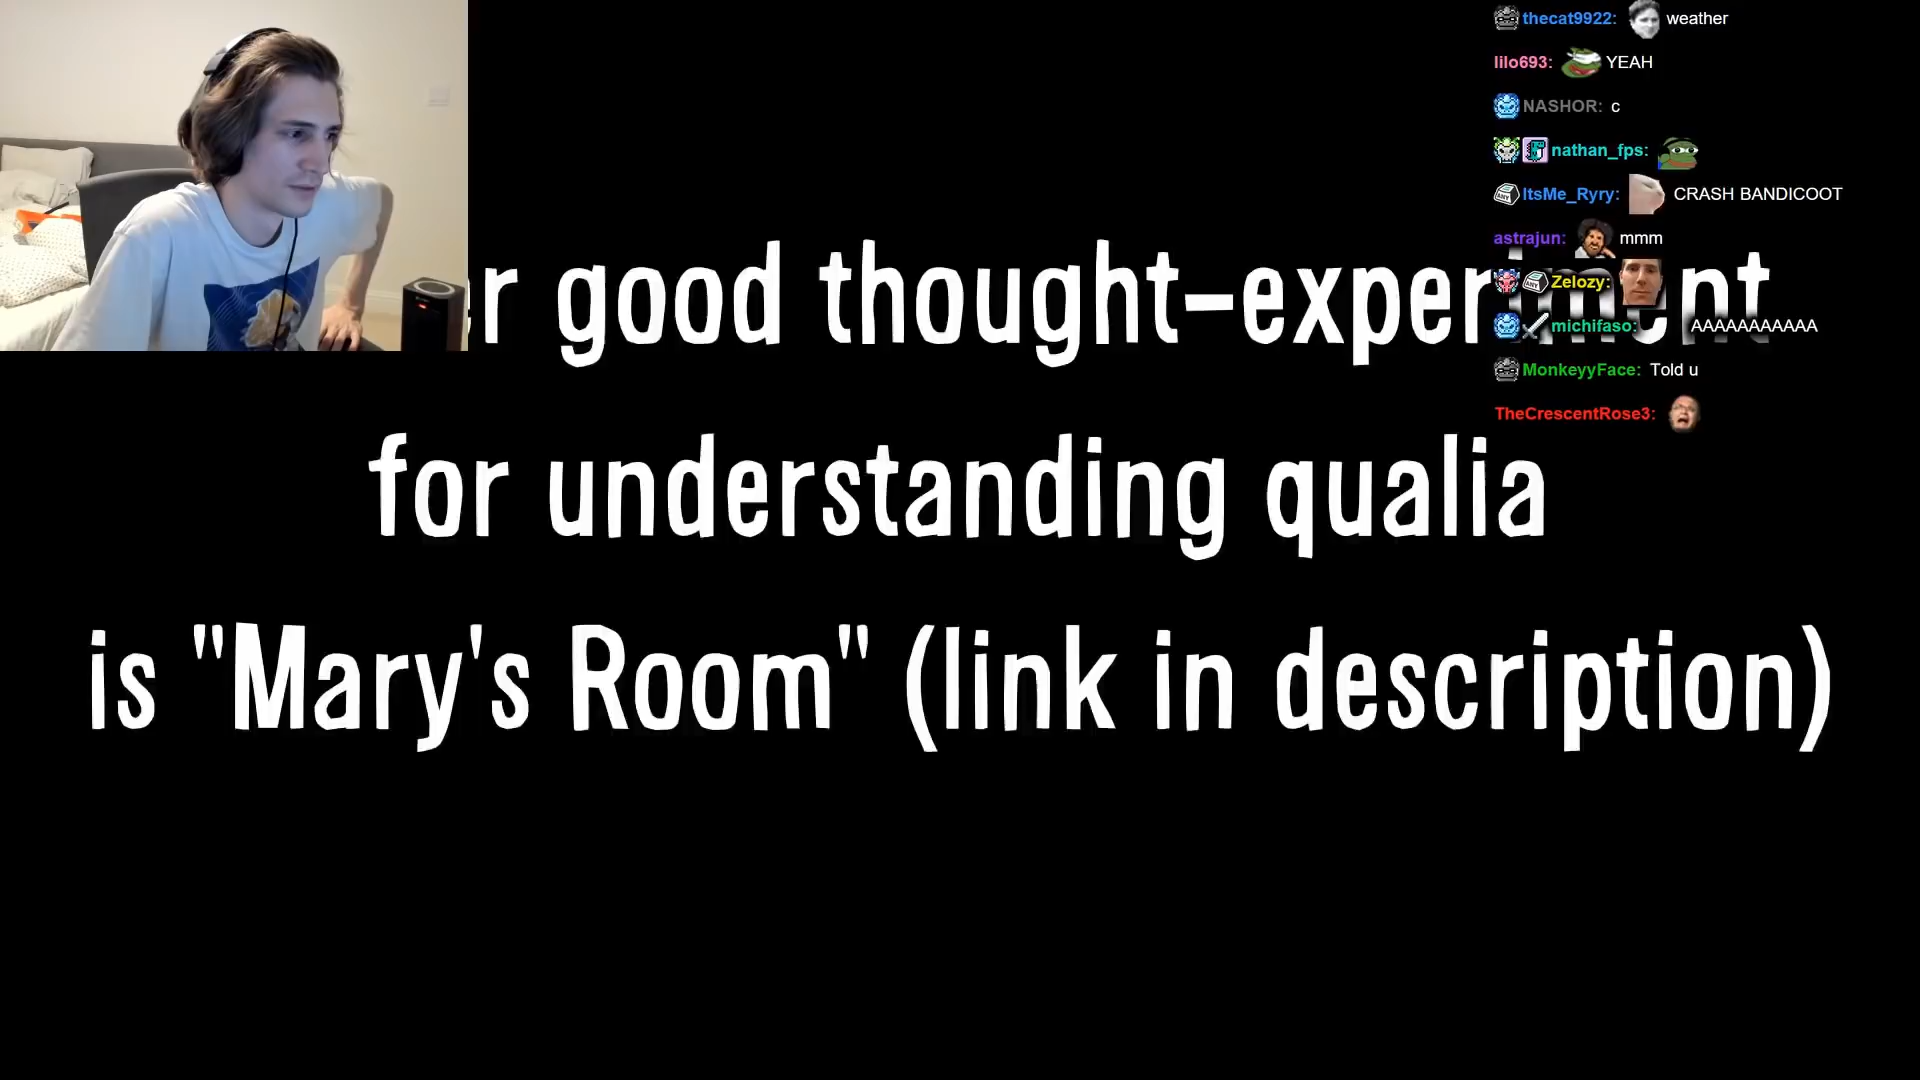 thecat9922: weather
lilo693: YEAH
NASHOR: c
nathan_fps:
ItsMe_Ryry: CRASH BANDICOOT
astrajun: mmm
Zelozy:
michifaso: AAAAAAAAAAA
MonkeyyFace: Told u
TheCrescentRose3:
good thought-experiment
for understanding qualia
is "Mary's Room" (link in description)